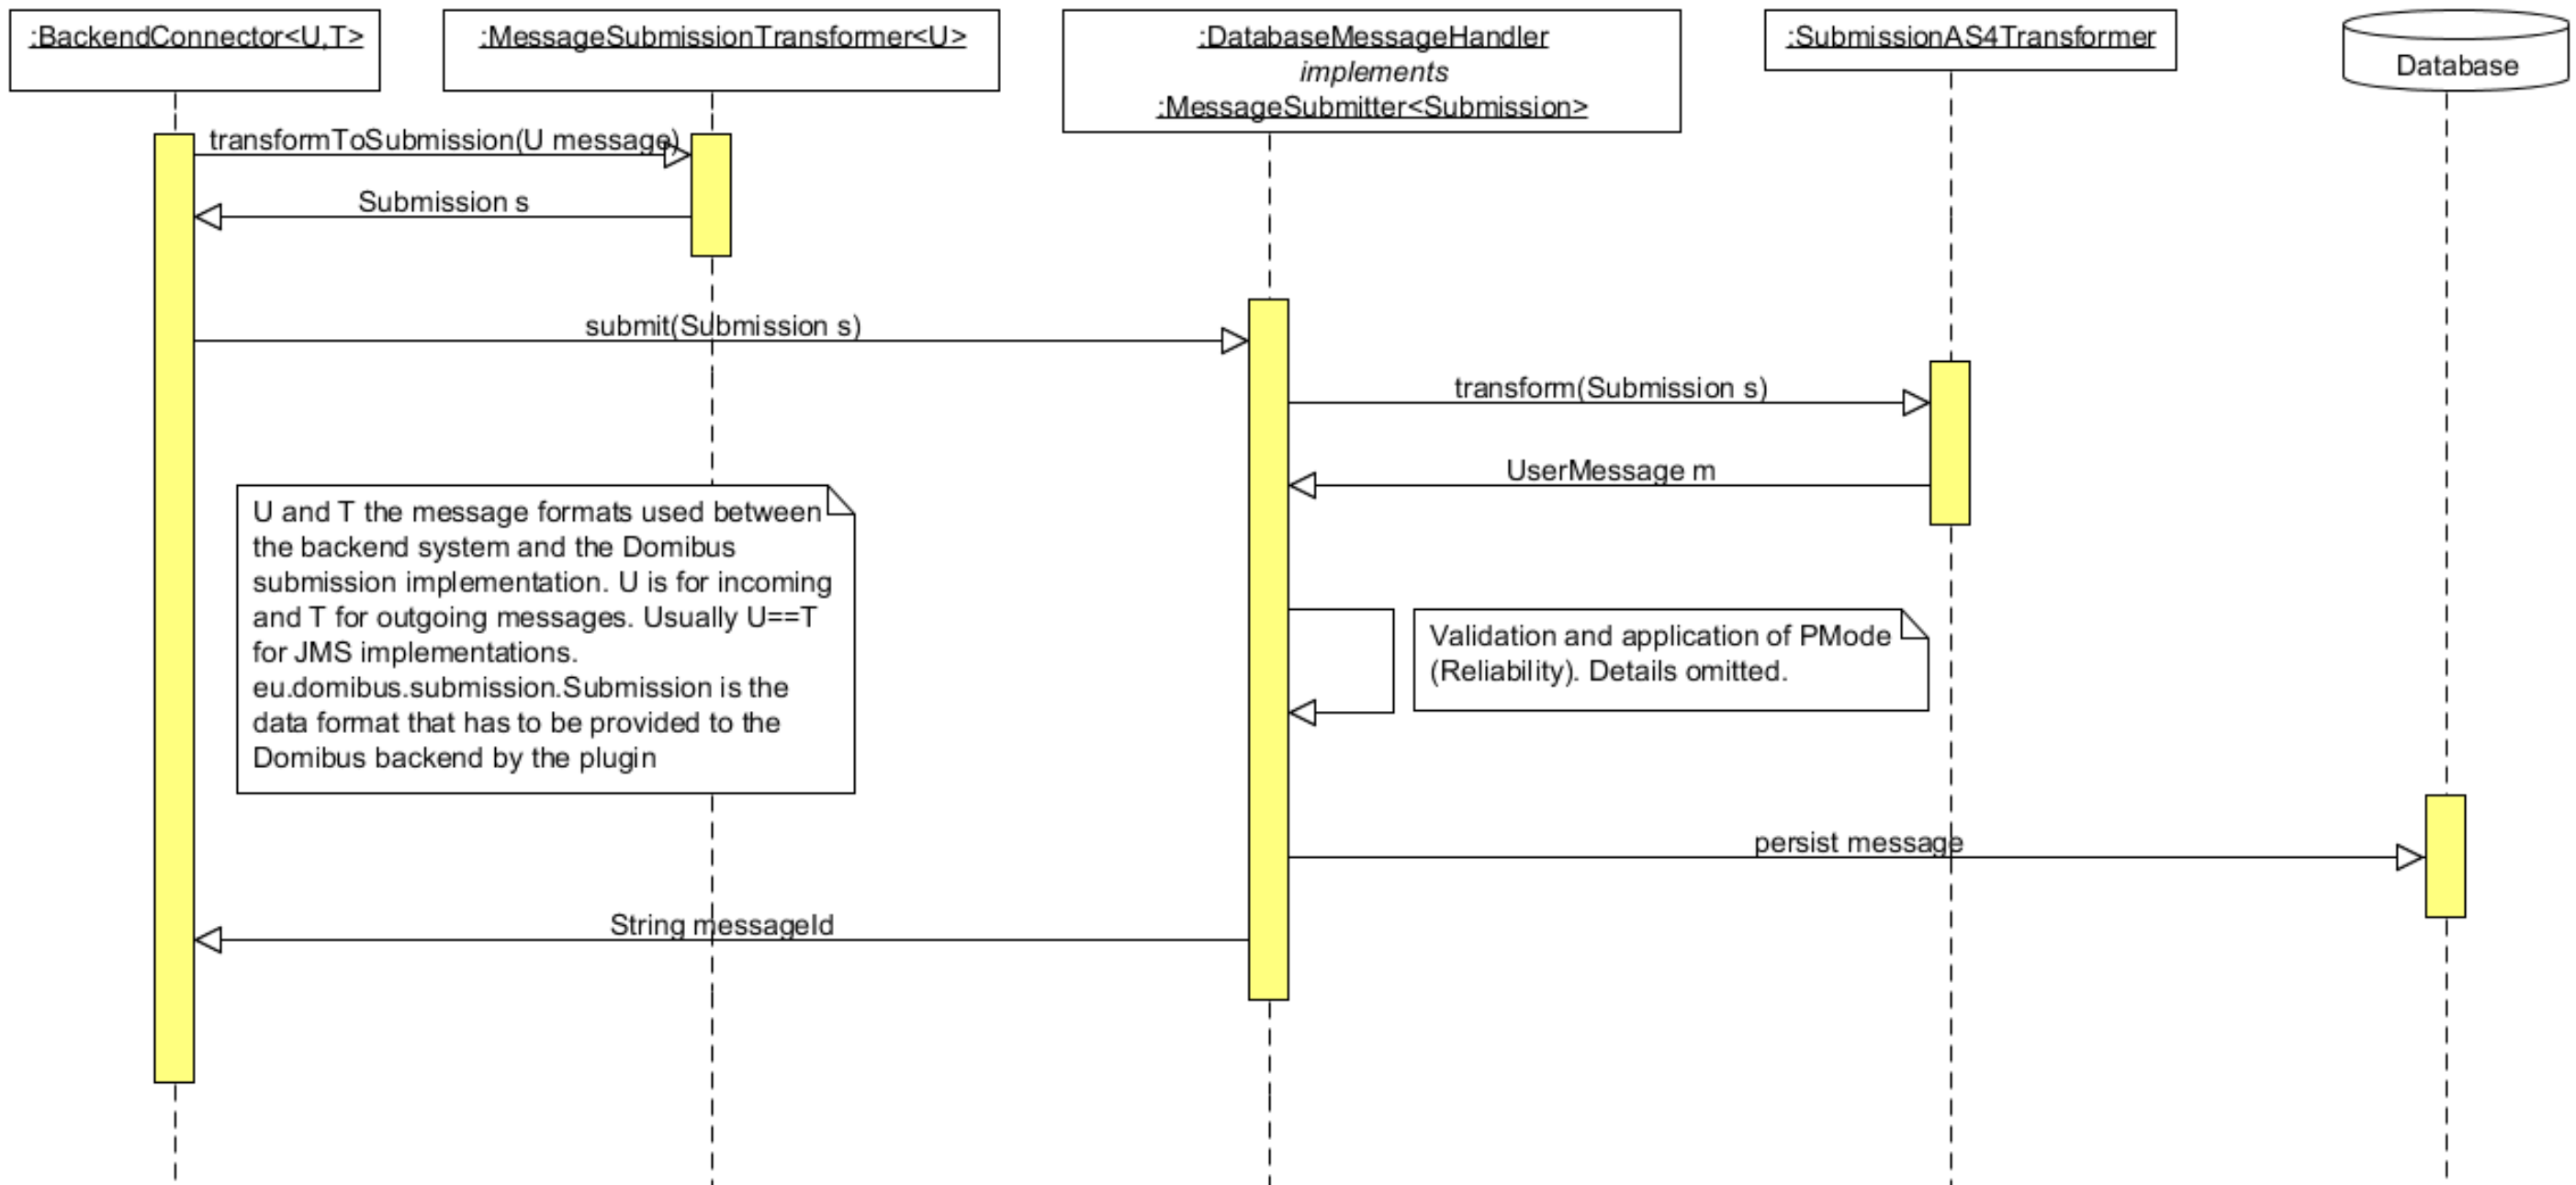 :BackendConnector<U,T>
:MessageSubmissionTransformer<U>
:DatabaseMessageHandler
implements
:MessageSubmitter<Submission>
:SubmissionAS4Transformer
Database
transformToSubmission(U message)
Submission s
submit(Submission s)
transform(Submission s)
UserMessage m
U and T the message formats used between
the backend system and the Domibus
submission implementation. U is for incoming
and T for outgoing messages. Usually U==T
for JMS implementations.
eu.domibus.submission.Submission is the
data format that has to be provided to the
Domibus backend by the plugin
Validation and application of PMode
(Reliability). Details omitted.
persist message
String messageId